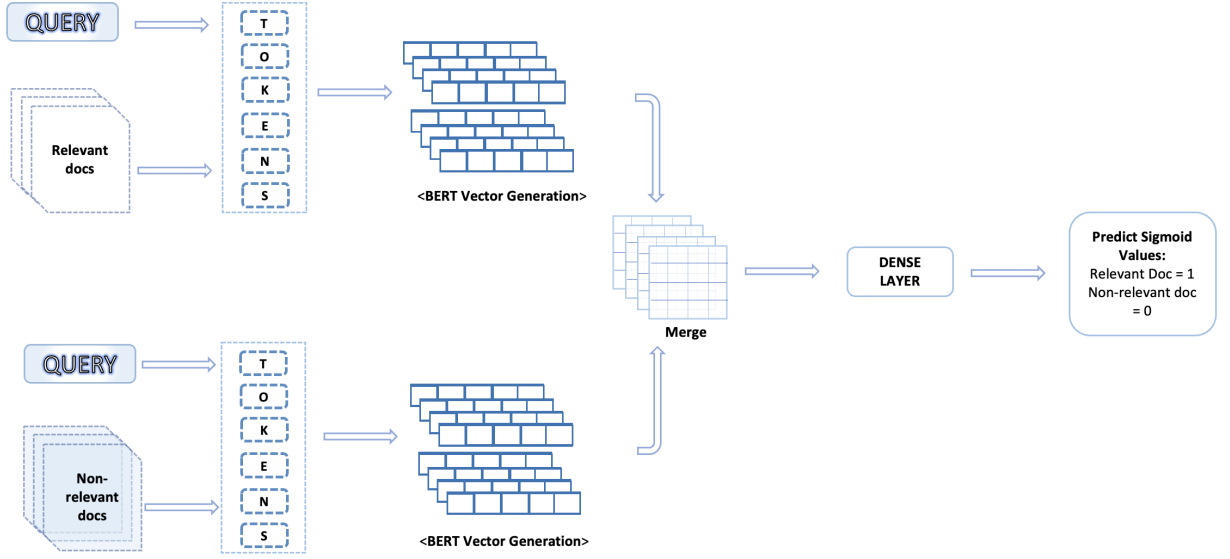 QUERY
T
O
K
E
N
S
Relevant
docs
<BERT Vector Generation>
QUERY
T
O
K
E
N
S
Non-
relevant
docs
<BERT Vector Generation>
Merge
DENSE
LAYER
Predict Sigmoid
Values:
Relevant Doc = 1
Non-relevant doc
= 0